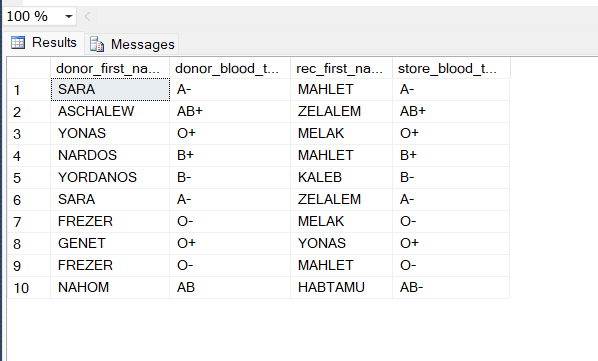 100 %
Results Messages
donor_first_na... donor_blood_t... rec_first_na... store_blood_t...
1 SARA A- MAHLET A-
2 ASCHALEW AB+ ZELALEM AB+
3 YONAS O+ MELAK O+
4 NARDOS B+ MAHLET B+
5 YORDANOS B- KALEB B-
6 SARA A- ZELALEM A-
7 FREZER O- MELAK O-
8 GENET O+ YONAS O+
9 FREZER O- MAHLET O-
10 NAHOM AB HABTAMU AB-